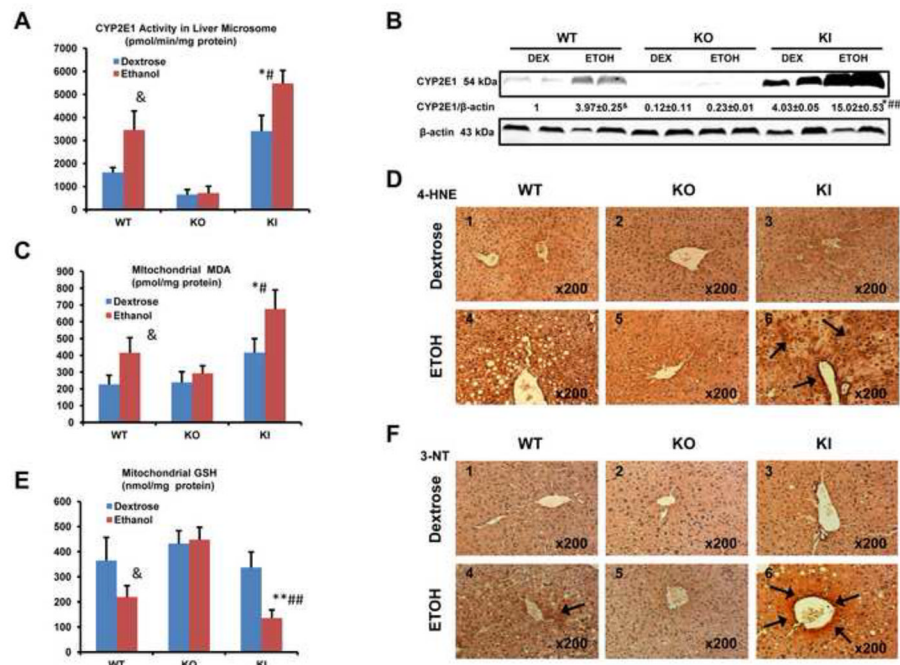 A
CYP2E1 Activity in Liver Microsome
(pmol/min/mg protein)
7000
6000
5000
4000
3000
2000
1000
0
Dextrose
Ethanol
&
*#
WT KO KI
B
WT KO KI
DEX ETOH DEX ETOH DEX ETOH
CYP2E1 54 kDa
CYP2E1/β-actin 1 3.97±0.25& 0.12±0.11 0.23±0.01 4.03±0.05 15.02±0.53*##
β-actin 43 kDa
C
Mitochondrial MDA
(pmol/mg protein)
900
800
700
600
500
400
300
200
100
0
Dextrose
Ethanol
&
*#
WT KO KI
D
4-HNE WT KO KI
Dextrose
1 2 3
x200 x200 x200
ETOH
4 5 6
x200 x200 x200
E
Mitochondrial GSH
(nmol/mg protein)
600
500
400
300
200
100
0
Dextrose
Ethanol
&
**##
WT KO KI
F
3-NT WT KO KI
Dextrose
1 2 3
x200 x200 x200
ETOH
4 5 6
x200 x200 x200